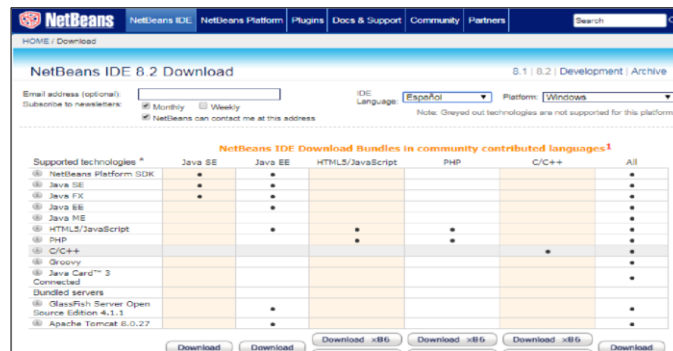 NetBeans
NetBeans IDE NetBeans Platform Plugins Docs & Support Community Partners Search
HOME / Download
NetBeans IDE 8.2 Download
8.1 | 8.2 | Development | Archive
Email address (optional):
IDE Language: Español Platform: Windows
Subscribe to newsletters: Monthly Weekly
Note: Greyed out technologies are not supported for this platform
NetBeans can contact me at this address
NetBeans IDE Download Bundles in community contributed languages1
Supported technologies * Java SE Java EE HTML5/JavaScript PHP C/C++ All
NetBeans Platform SDK • • •
Java SE • • •
Java FX • • •
Java EE • •
Java ME •
HTML5/JavaScript • • • •
PHP • • •
C/C++ • •
Groovy •
Java Card™ 3 Connected •
Bundled servers
GlassFish Server Open Source Edition 4.1.1 • •
Apache Tomcat 8.0.27 • •
Download Download Download x86 Download x86 Download x86 Download